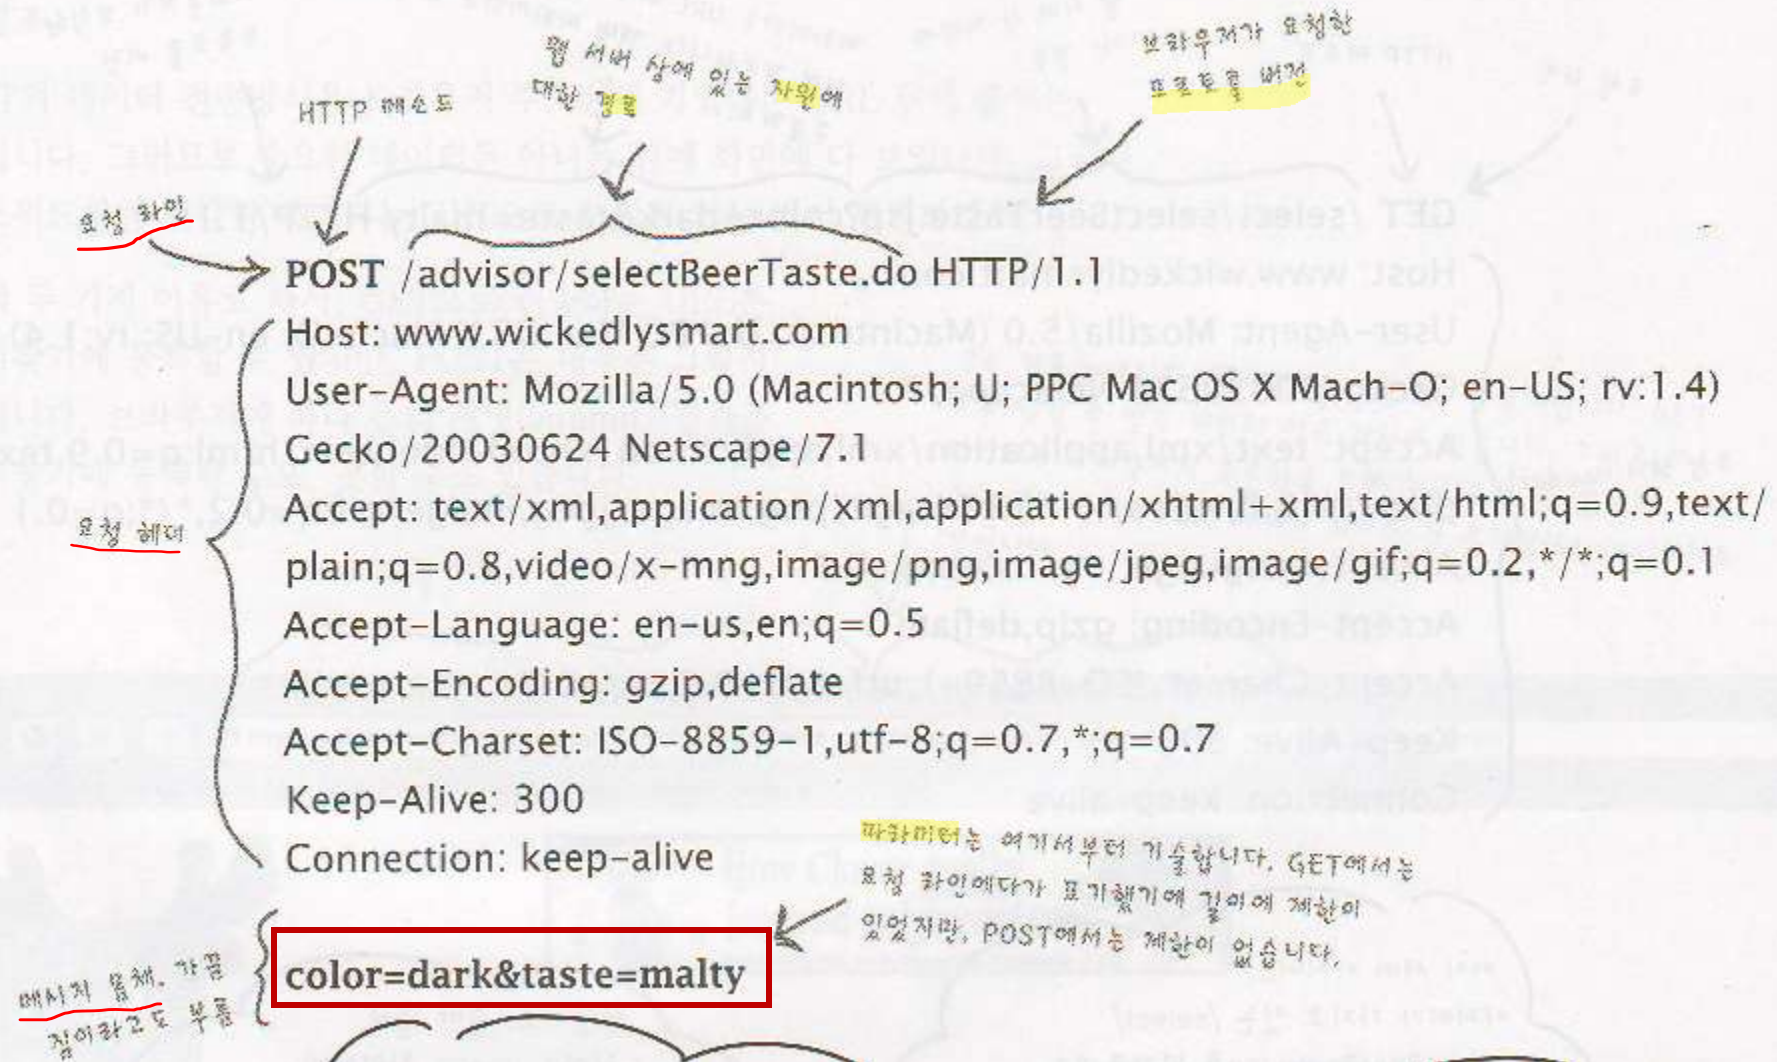 브라우저가 요청한
프로토콜 버전
웹 서버 상에 있는 자원에
대한 경로
HTTP 메소드
요청 라인
POST /advisor/selectBeerTaste.do HTTP/1.1
Host: www.wickedlysmart.com
User-Agent: Mozilla/5.0 (Macintosh; U; PPC Mac OS X Mach-O; en-US; rv:1.4)
Gecko/20030624 Netscape/7.1
Accept: text/xml,application/xml,application/xhtml+xml,text/html;q=0.9,text/
plain;q=0.8,video/x-mng,image/png,image/jpeg,image/gif;q=0.2,*/*;q=0.1
요청 헤더
Accept-Language: en-us,en;q=0.5
Accept-Encoding: gzip,deflate
Accept-Charset: ISO-8859-1,utf-8;q=0.7,*;q=0.7
Keep-Alive: 300
Connection: keep-alive
파라미터는 여기서부터 기술합니다. GET에서는
요청 라인에다가 표기했기에 길이에 제한이
있었지만, POST에서는 제한이 없습니다.
color=dark&taste=malty
메시지 몸체. 가끔
짐이라고도 부름